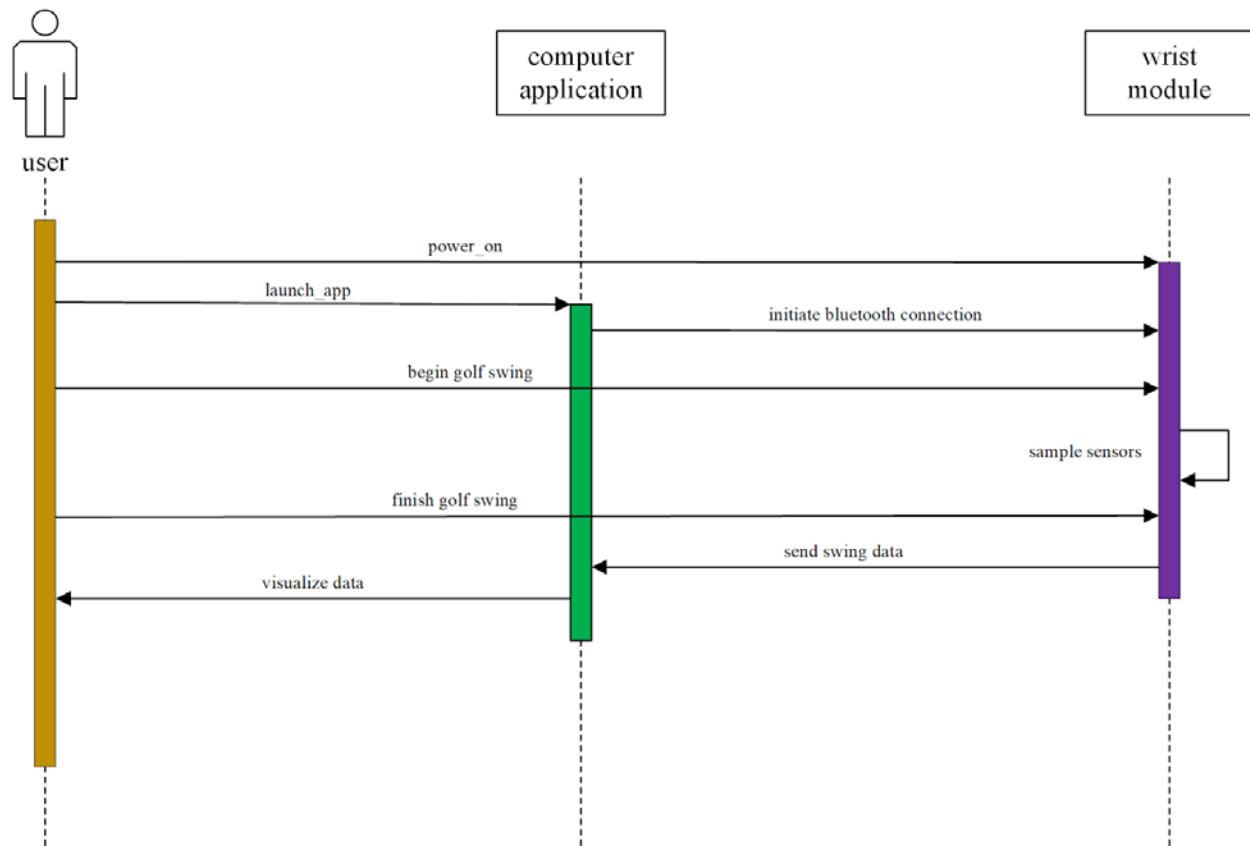 computer
application
wrist
module
user
power_on
launch_app
initiate bluetooth connection
begin golf swing
sample sensors
finish golf swing
send swing data
visualize data